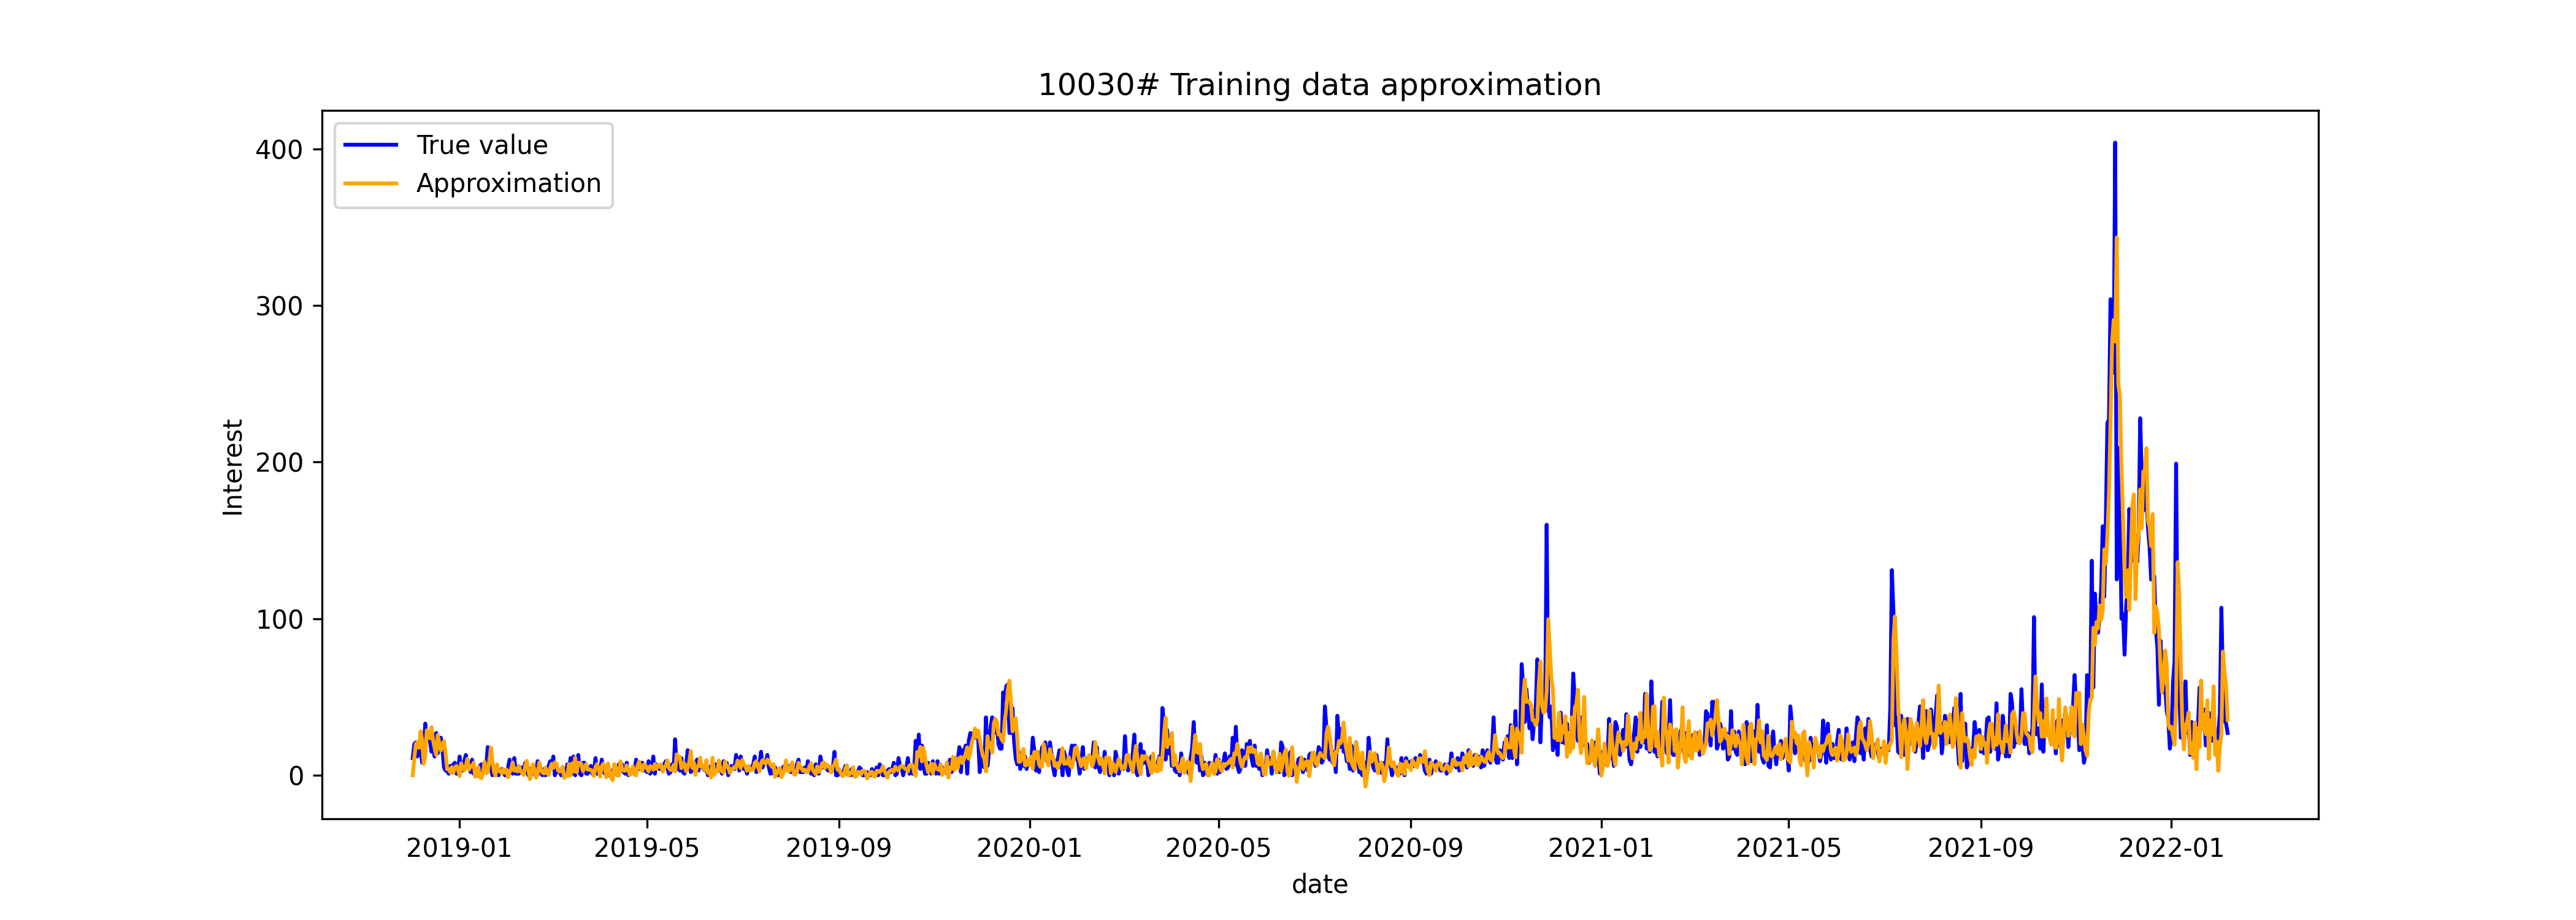 10030# Training data approximation
True value
Approximation
400
300
200
100
0
Interest
2019-01 2019-05 2019-09 2020-01 2020-05 2020-09 2021-01 2021-05 2021-09 2022-01
date